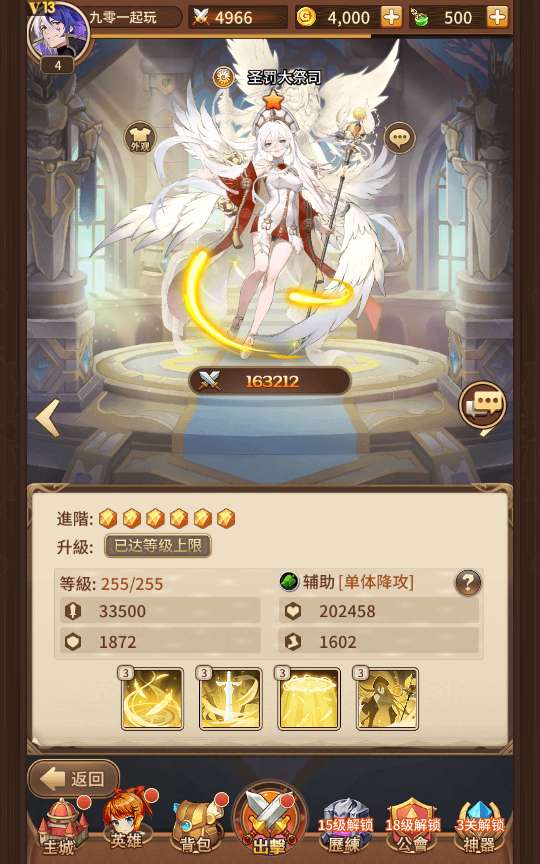 V13
九零一起玩
4966
G
4,000
500
4
圣罚大祭司
外观
163212
進階:
升級: 已达等级上限
等級: 255/255
辅助 [单体降攻]
?
33500
202458
1872
1602
3
3
3
3
返回
主城
英雄
背包
出擊
15级解锁
歷練
18级解锁
公會
3关解锁
神器